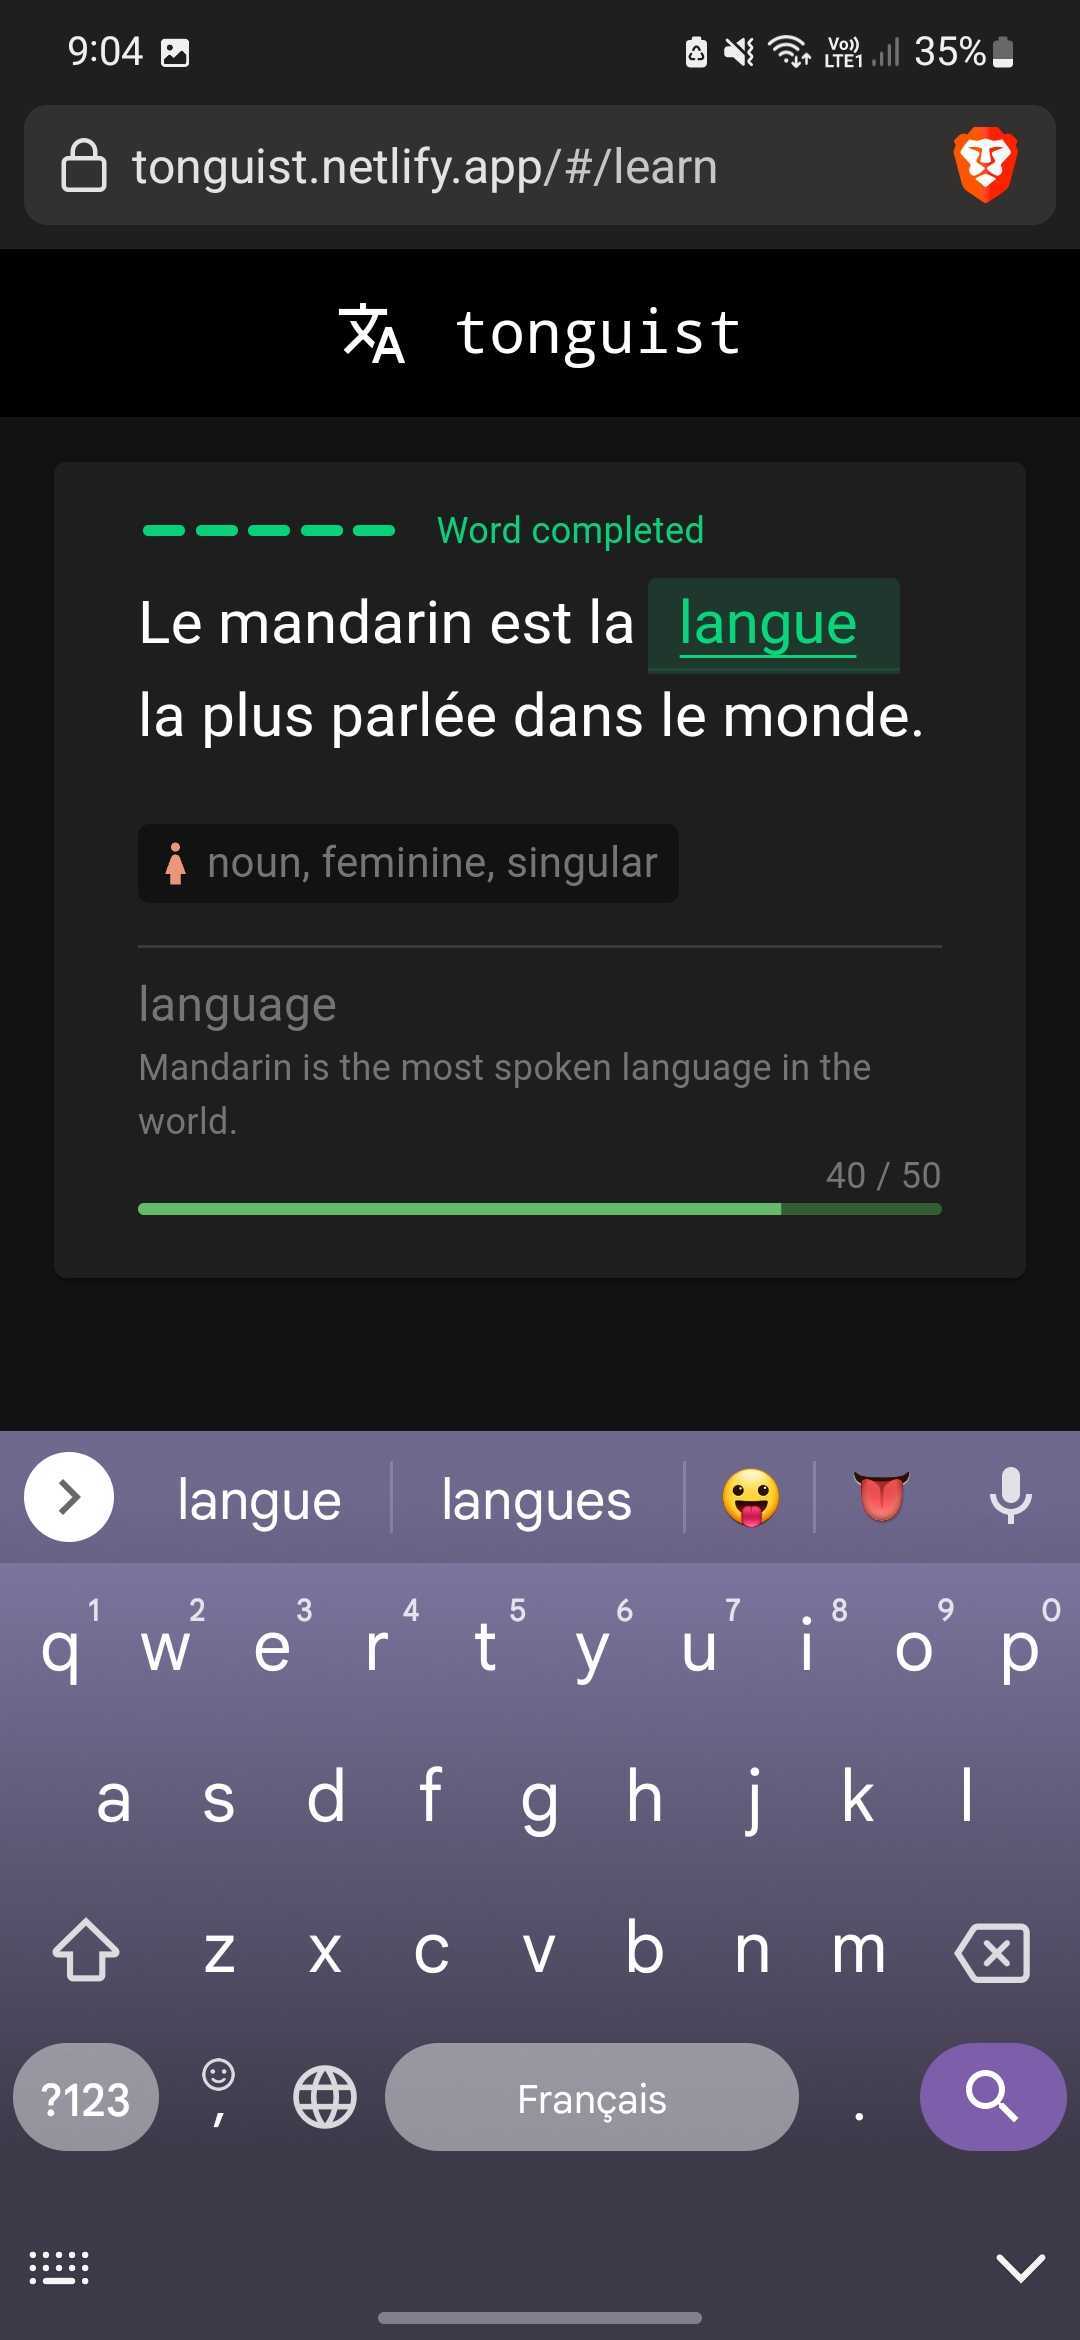 9:04
Vo)) LTE1 35%
tonguist.netlify.app/#/learn
tonguist
Word completed
Le mandarin est la langue
la plus parlée dans le monde.
noun, feminine, singular
language
Mandarin is the most spoken language in the
world.
40 / 50
langue langues
1 2 3 4 5 6 7 8 9 0
q w e r t y u i o p
a s d f g h j k l
z x c v b n m
?123 , Français .